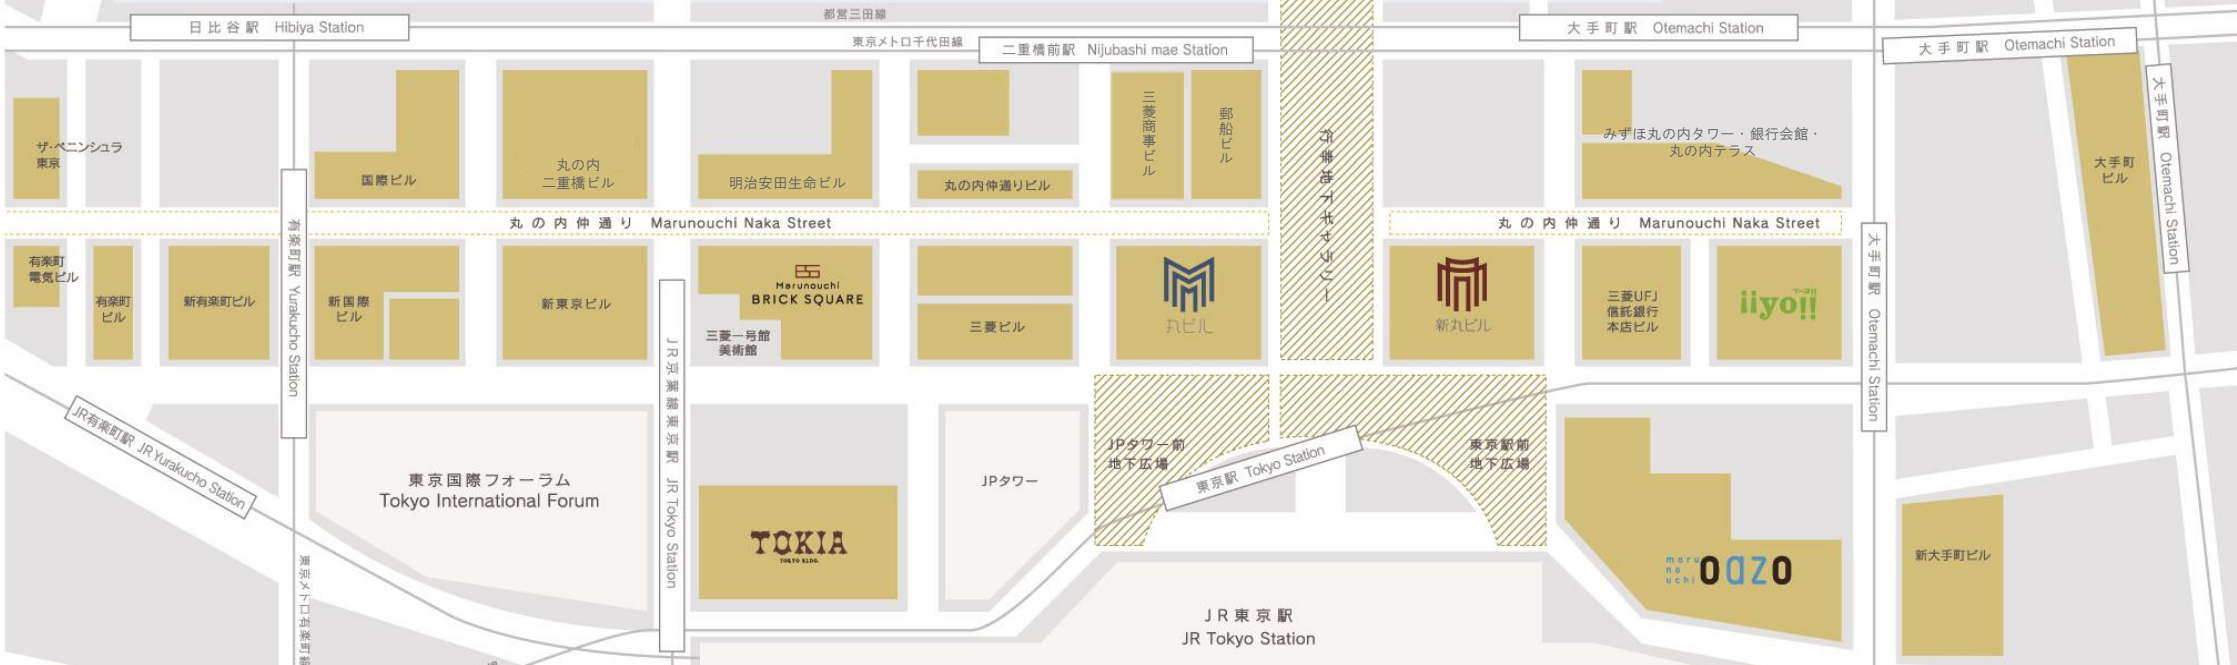 都営三田線
日比谷駅 Hibiya Station
大手町駅 Otemachi Station
東京メトロ千代田線
二重橋前駅 Nijubashi mae Station
大手町駅 Otemachi Station
大手町駅 Otemachi Station
ザ・ペニンシュラ
東京
国際ビル
丸の内
二重橋ビル
明治安田生命ビル
丸の内仲通りビル
三菱商事ビル
郵船ビル
行幸地下ギャラリー
みずほ丸の内タワー・銀行会館・
丸の内テラス
大手町
ビル
丸の内仲通り Marunouchi Naka Street
丸の内仲通り Marunouchi Naka Street
有楽町駅 Yurakucho Station
大手町駅 Otemachi Station
有楽町
電気ビル
有楽町
ビル
新有楽町ビル
新国際
ビル
新東京ビル
Marunouchi
BRICK SQUARE
三菱一号館
美術館
三菱ビル
丸ビル
新丸ビル
三菱UFJ
信託銀行
本店ビル
iiyo!!
JR京葉線東京駅 JR Tokyo Station
JR有楽町駅 JR Yurakucho Station
東京国際フォーラム
Tokyo International Forum
TOKIA
TOKYO BLDG.
JPタワー
JPタワー前
地下広場
東京駅 Tokyo Station
東京駅前
地下広場
maru
no
uchi
oazo
新大手町ビル
東京メトロ有楽町線
JR東京駅
JR Tokyo Station